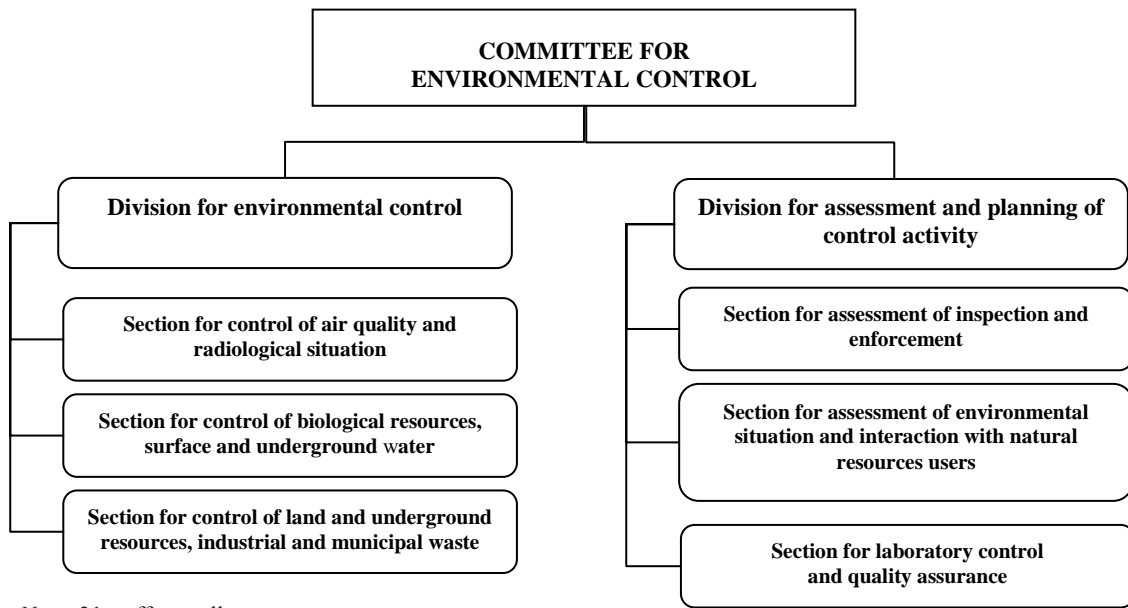 COMMITTEE FOR
ENVIRONMENTAL CONTROL
Division for environmental control
Section for control of air quality and
radiological situation
Section for control of biological resources,
surface and underground water
Section for control of land and underground
resources, industrial and municipal waste
Division for assessment and planning of
control activity
Section for assessment of inspection and
enforcement
Section for assessment of environmental
situation and interaction with natural
resources users
Section for laboratory control
and quality assurance